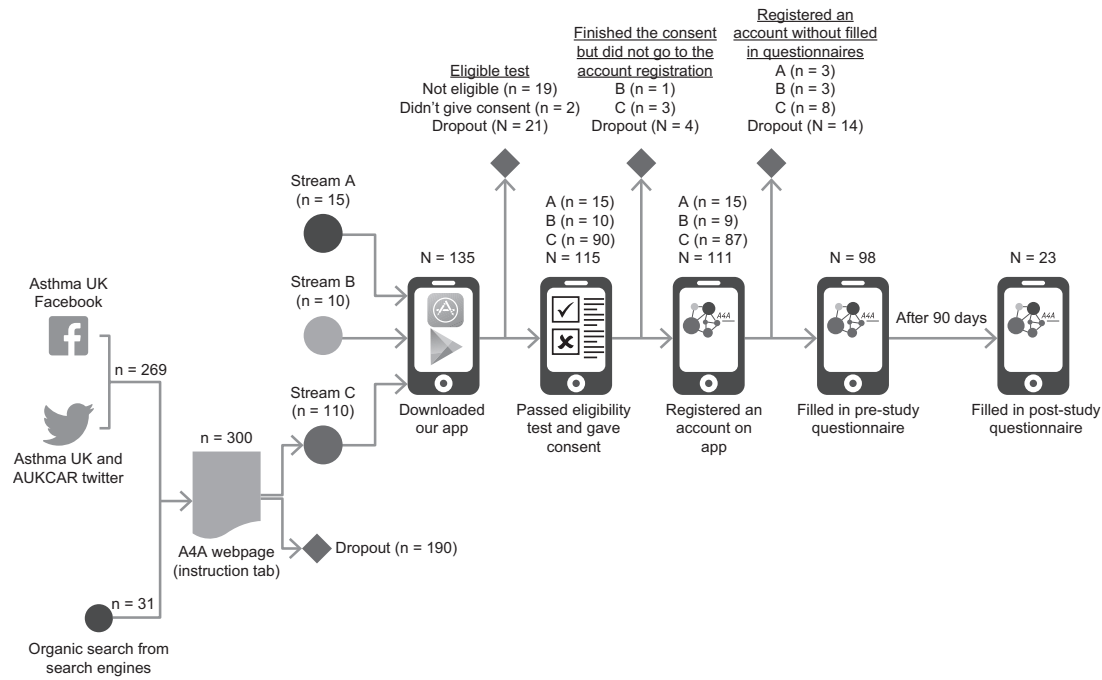 Registered an
account without filled
in questionnaires
A (n = 3)
B (n = 3)
C (n = 8)
Dropout (N = 14)
Finished the consent
but did not go to the
account registration
B (n = 1)
C (n = 3)
Dropout (N = 4)
Eligible test
Not eligible (n = 19)
Didn't give consent (n = 2)
Dropout (N = 21)
Stream A
(n = 15)
A (n = 15)
B (n = 10)
C (n = 90)
N = 115
A (n = 15)
B (n = 9)
C (n = 87)
N = 111
N = 135
N = 98
N = 23
Asthma UK
Facebook
Stream B
(n = 10)
A4A
A4A
A4A
After 90 days
n = 269
Stream C
(n = 110)
Downloaded
our app
Passed eligibility
test and gave
consent
Registered an
account on
app
Filled in pre-study
questionnaire
Filled in post-study
questionnaire
Asthma UK and
AUKCAR twitter
n = 300
A4A webpage
(instruction tab)
Dropout (n = 190)
n = 31
Organic search from
search engines